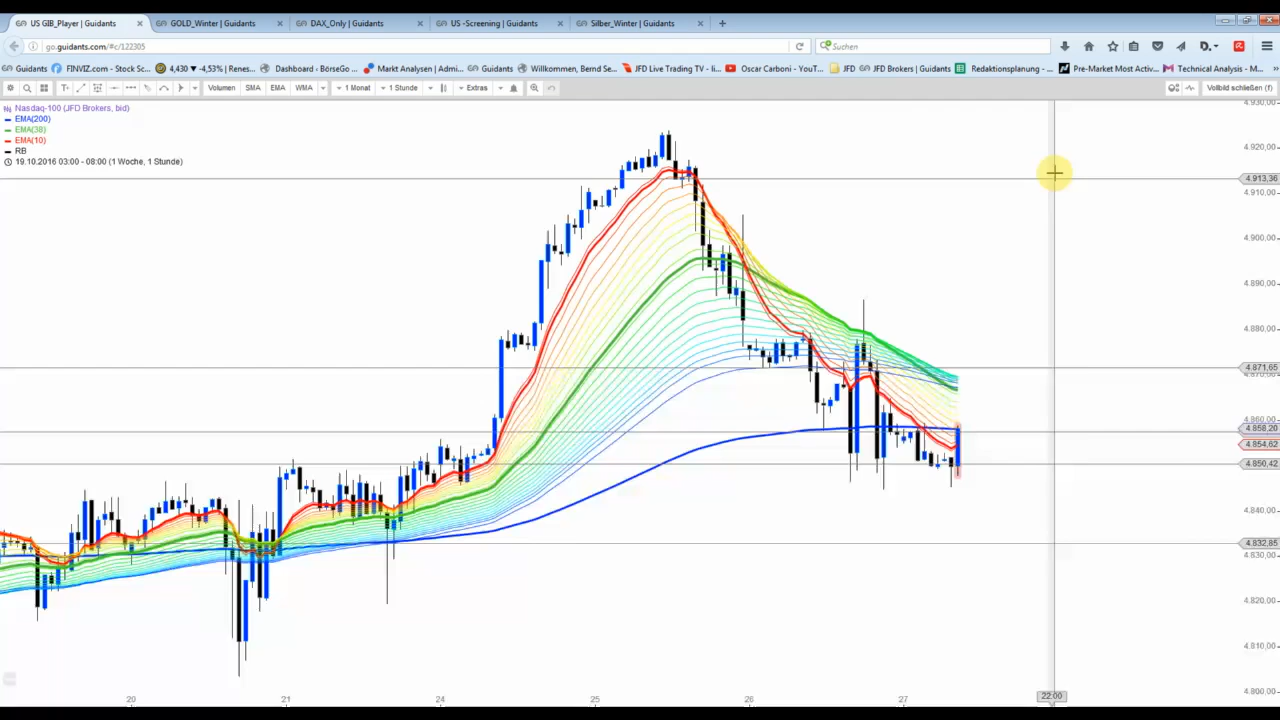 US GIB_Player | Guidants × GOLD_Winter | Guidants × DAX_Only | Guidants × US -Screening | Guidants × Silber_Winter | Guidants × +
go.guidants.com/#c/122305 Suchen
Guidants FINVIZ.com - Stock Sc... 4,430 ▼ -4,53% | Renes... Dashboard - BörseGo ... Markt Analysen | Admi... Guidants Willkommen, Bernd Se... JFD Live Trading TV - li... Oscar Carboni - YouT... JFD JFD Brokers | Guidants Redaktionsplanung - ... Pre-Market Most Activ... Technical Analysis - M... »
Volumen SMA EMA WMA 1 Monat 1 Stunde Extras Vollbild schließen (f)
Nasdaq-100 (JFD Brokers, bid)
EMA(200)
EMA(38)
EMA(10)
RB
19.10.2016 03:00 - 08:00 (1 Woche, 1 Stunde)
4.930,00
4.920,00
4.913,36
4.910,00
4.900,00
4.890,00
4.880,00
4.871,65
4.870,00
4.860,00
4.858,20
4.854,62
4.850,42
4.840,00
4.832,85
4.830,00
4.820,00
4.810,00
4.800,00
20 21 24 25 26 27 22:00